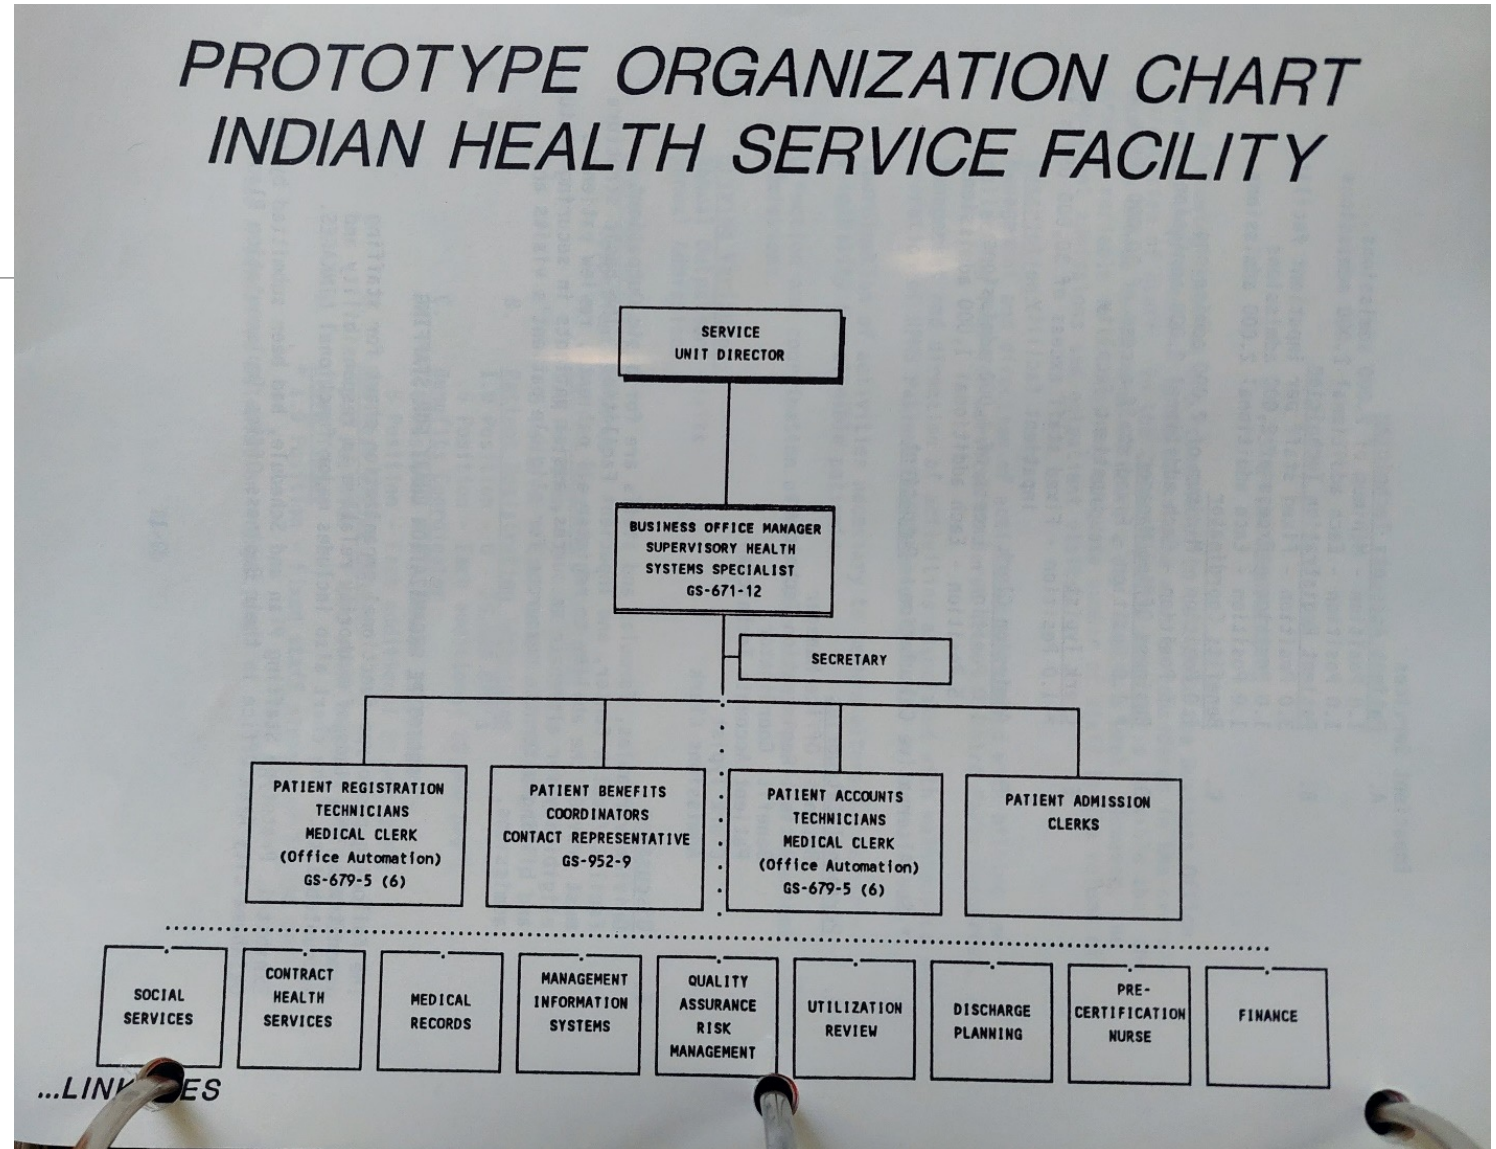 PROTOTYPE ORGANIZATION CHART
INDIAN HEALTH SERVICE FACILITY
SERVICE
UNIT DIRECTOR
BUSINESS OFFICE MANAGER
SUPERVISORY HEALTH
SYSTEMS SPECIALIST
GS-671-12
SECRETARY
PATIENT REGISTRATION
TECHNICIANS
MEDICAL CLERK
(Office Automation)
GS-679-5 (6)
PATIENT BENEFITS
COORDINATORS
CONTACT REPRESENTATIVE
GS-952-9
PATIENT ACCOUNTS
TECHNICIANS
MEDICAL CLERK
(Office Automation)
GS-679-5 (6)
PATIENT ADMISSION
CLERKS
SOCIAL
SERVICES
CONTRACT
HEALTH
SERVICES
MEDICAL
RECORDS
MANAGEMENT
INFORMATION
SYSTEMS
QUALITY
ASSURANCE
RISK
MANAGEMENT
UTILIZATION
REVIEW
DISCHARGE
PLANNING
PRE-
CERTIFICATION
NURSE
FINANCE